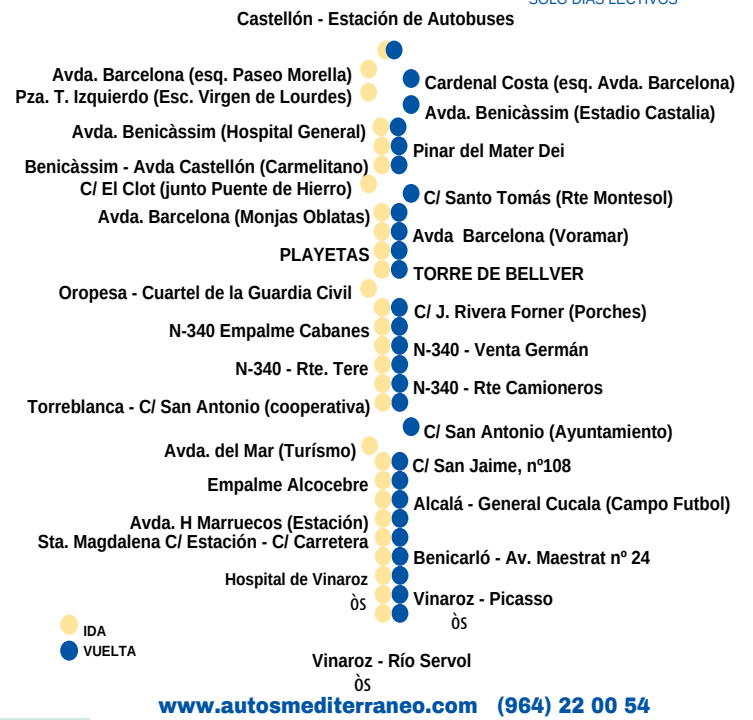 SOLO DÍAS LECTIVOS
Castellón - Estación de Autobuses
Avda. Barcelona (esq. Paseo Morella)
Cardenal Costa (esq. Avda. Barcelona)
Pza. T. Izquierdo (Esc. Virgen de Lourdes)
Avda. Benicàssim (Estadio Castalia)
Avda. Benicàssim (Hospital General)
Pinar del Mater Dei
Benicàssim - Avda Castellón (Carmelitano)
C/ El Clot (junto Puente de Hierro)
C/ Santo Tomás (Rte Montesol)
Avda. Barcelona (Monjas Oblatas)
Avda Barcelona (Voramar)
PLAYETAS
TORRE DE BELLVER
Oropesa - Cuartel de la Guardia Civil
C/ J. Rivera Forner (Porches)
N-340 Empalme Cabanes
N-340 - Venta Germán
N-340 - Rte. Tere
N-340 - Rte Camioneros
Torreblanca - C/ San Antonio (cooperativa)
C/ San Antonio (Ayuntamiento)
Avda. del Mar (Turísmo)
C/ San Jaime, nº108
Empalme Alcocebre
Alcalá - General Cucala (Campo Futbol)
Avda. H Marruecos (Estación)
Sta. Magdalena C/ Estación - C/ Carretera
Benicarló - Av. Maestrat nº 24
Hospital de Vinaroz
òs
Vinaroz - Picasso
òs
IDA
VUELTA
Vinaroz - Río Servol
òs
www.autosmediterraneo.com (964) 22 00 54